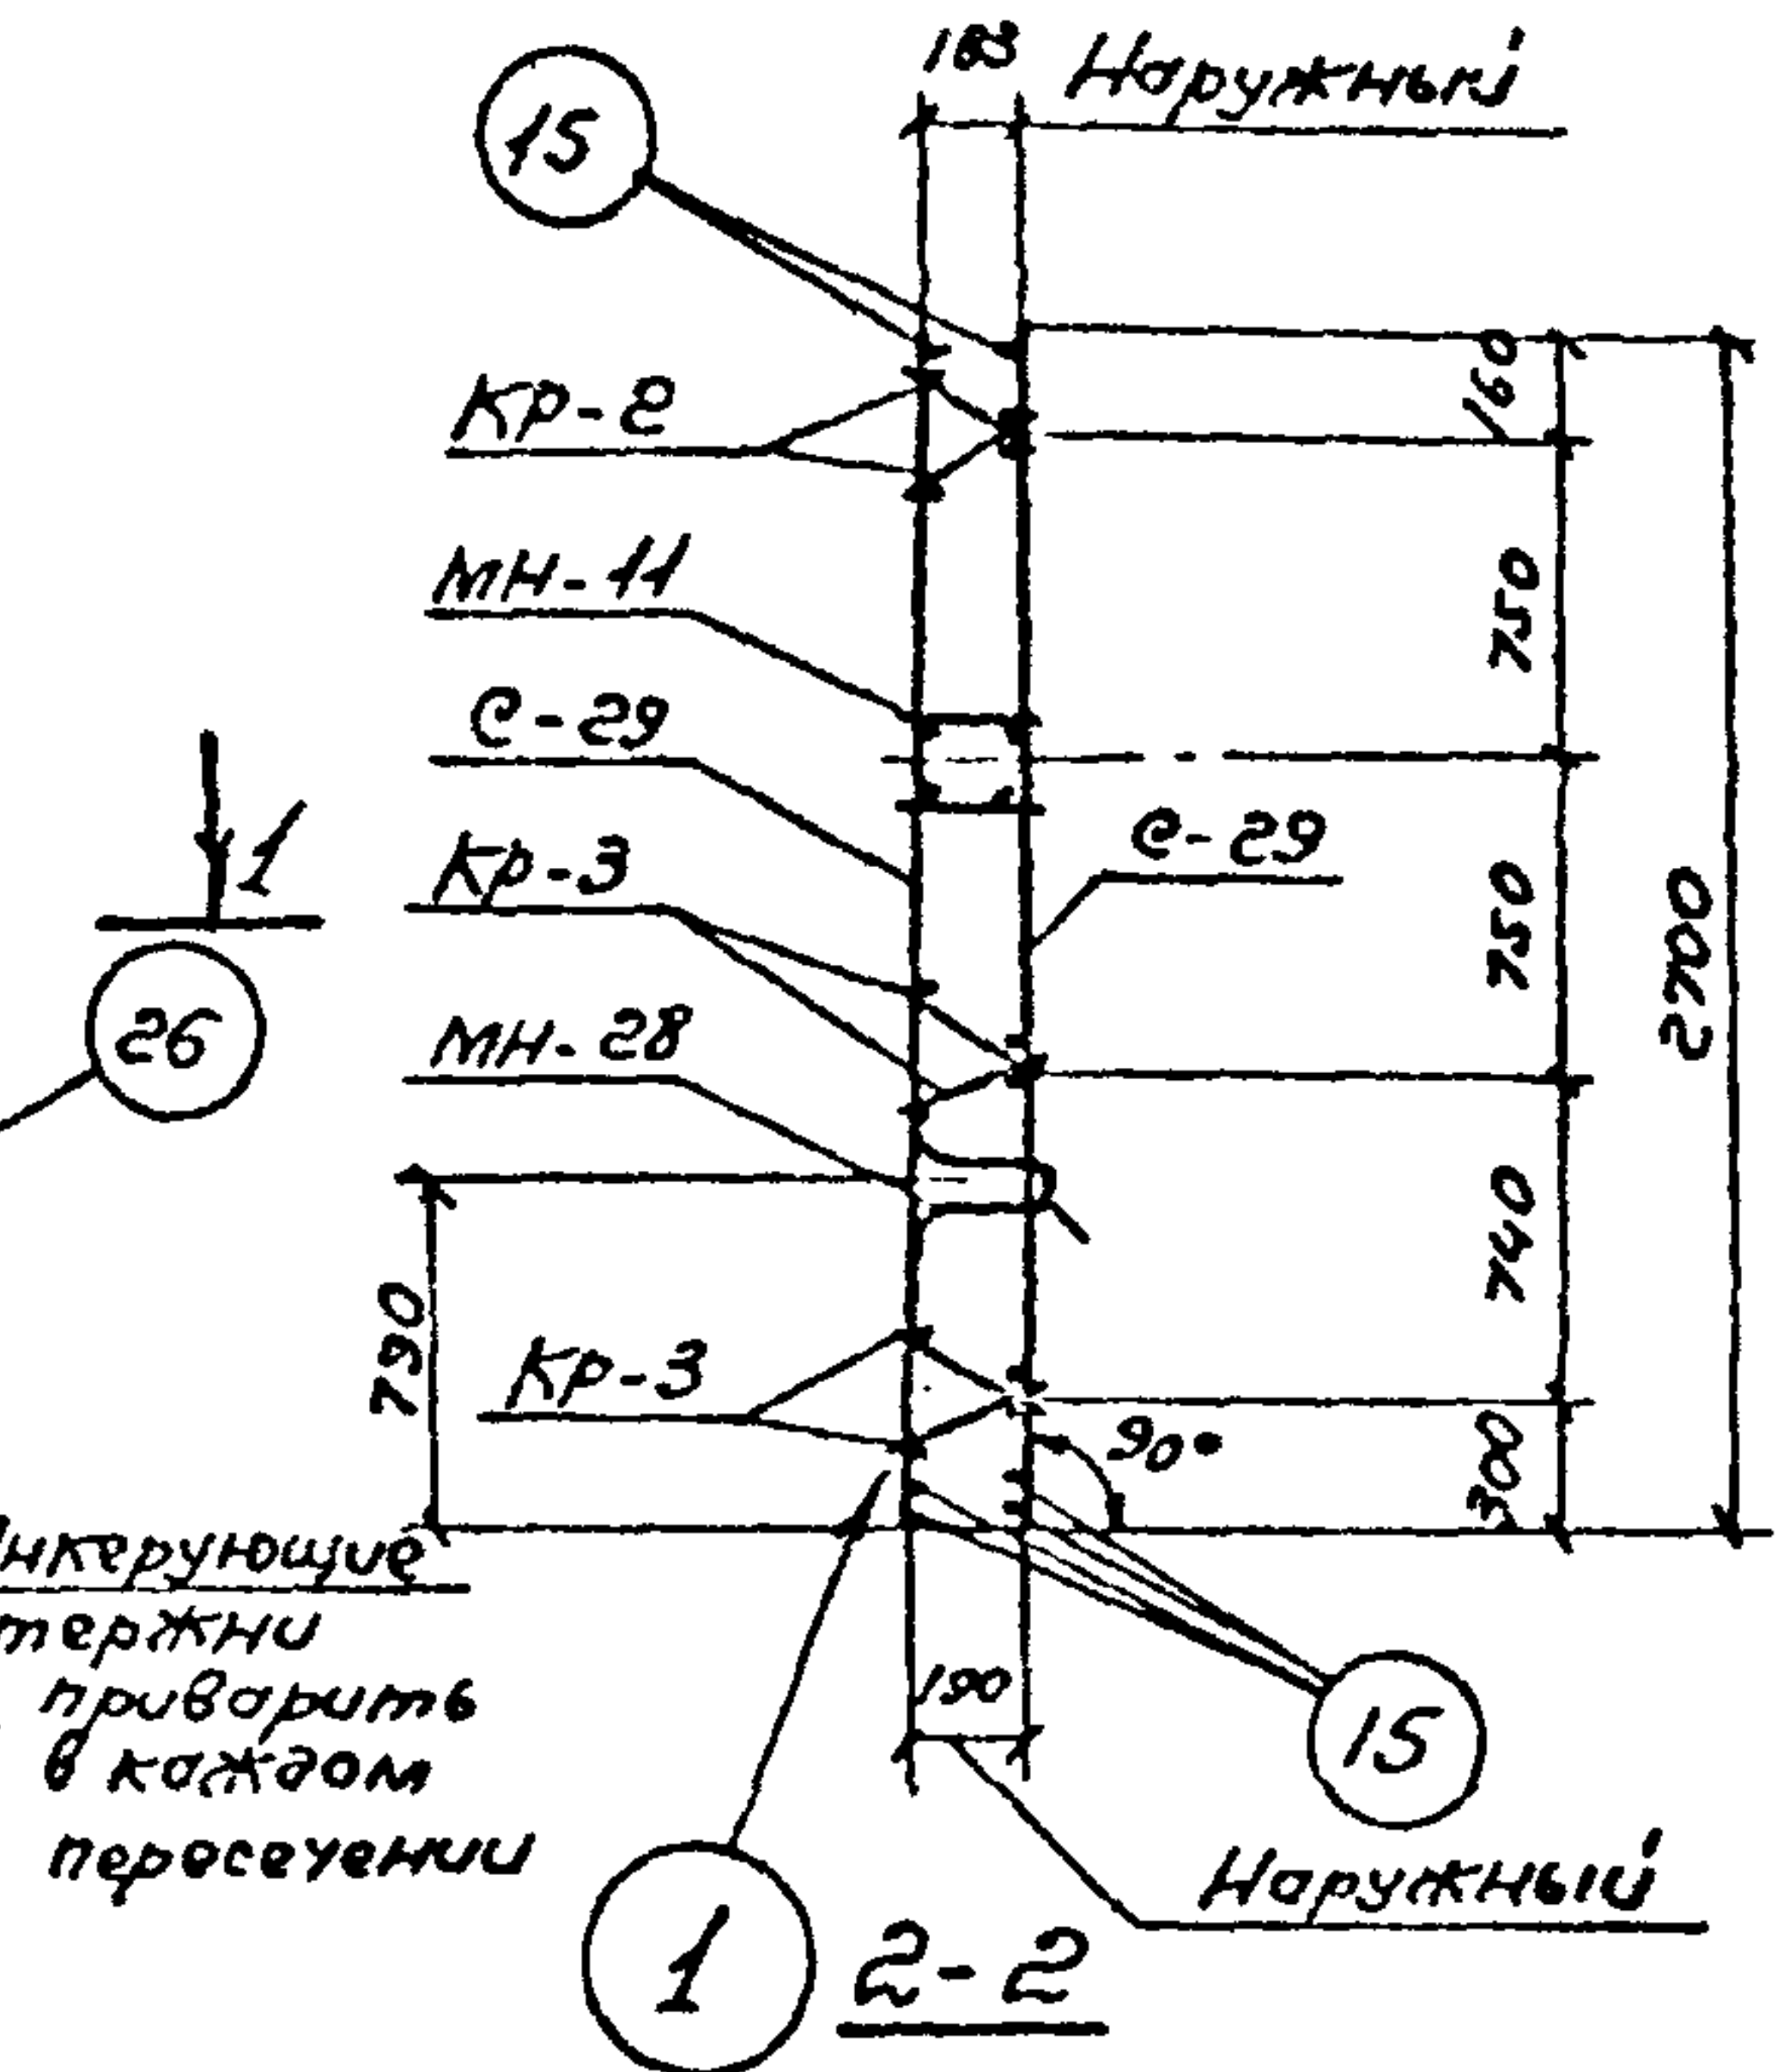 15
Наружный
Кр-2
160
МН-11
750
С-29
1
Кр-3
С-29
750
2700
26
МН-28
740
790
Кр-3
90°
300
нкерующие
тержни
приварить
в каждом
пересечении
190
15
Наружный
1
2-2